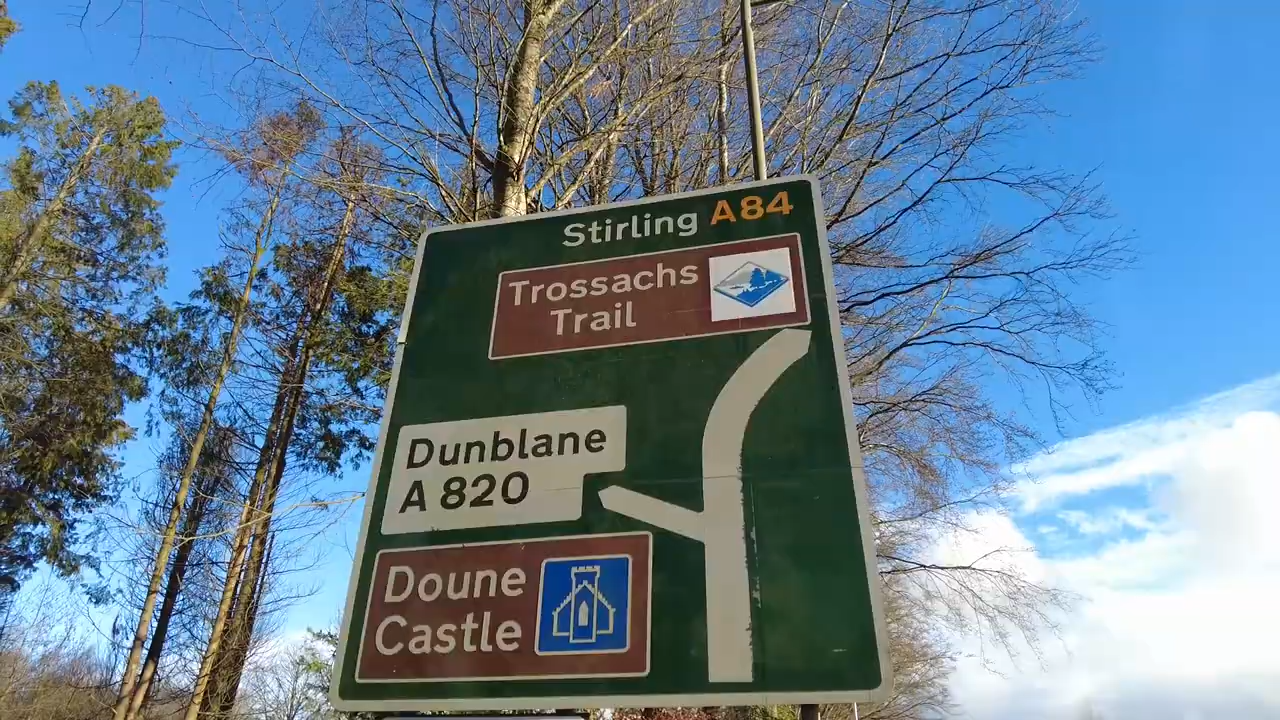 Stirling A84
Trossachs
Trail
Dunblane
A 820
Doune
Castle